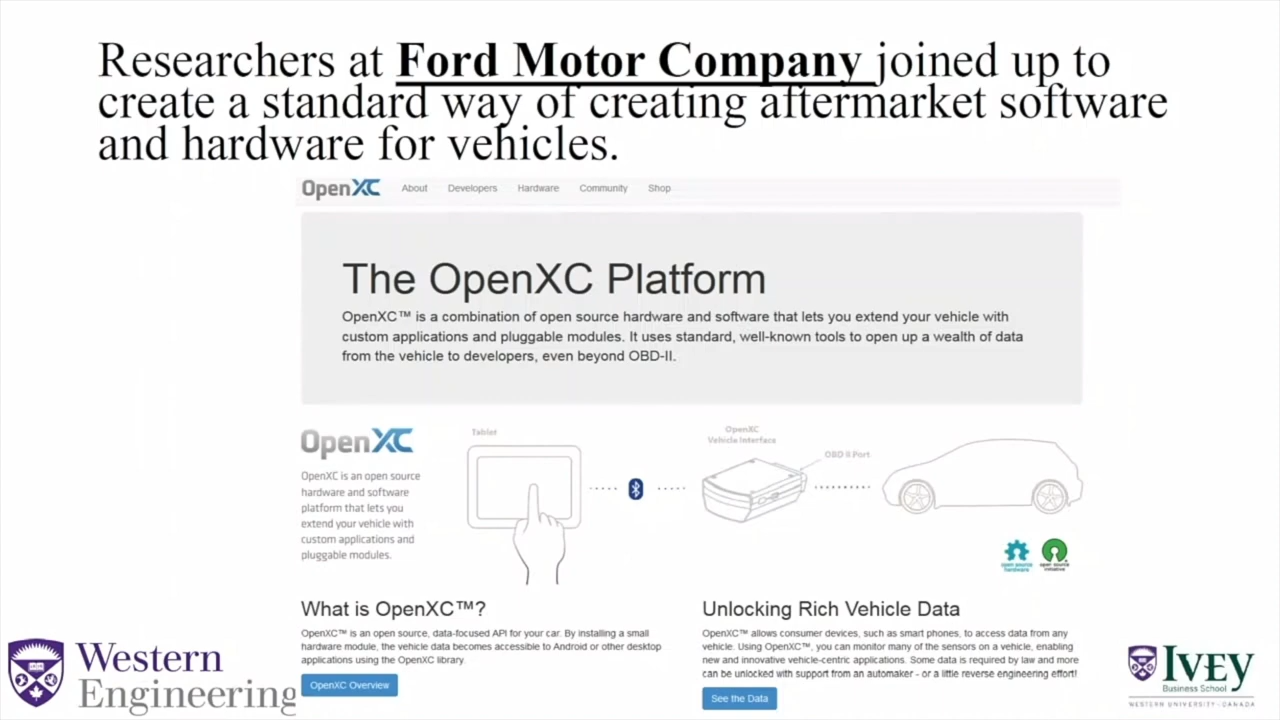 Researchers at Ford Motor Company joined up to
create a standard way of creating aftermarket software
and hardware for vehicles.
OpenXC About Developers Hardware Community Shop
The OpenXC Platform
OpenXC™ is a combination of open source hardware and software that lets you extend your vehicle with
custom applications and pluggable modules. It uses standard, well-known tools to open up a wealth of data
from the vehicle to developers, even beyond OBD-II.
OpenXC
OpenXC is an open source
hardware and software
platform that lets you
extend your vehicle with
custom applications and
pluggable modules.
Tablet
OpenXC
Vehicle Interface
OBD II Port
open source
hardware
open source
initiative
What is OpenXC™?
OpenXC™ is an open source, data-focused API for your car. By installing a small
hardware module, the vehicle data becomes accessible to Android or other desktop
applications using the OpenXC library.
OpenXC Overview
Unlocking Rich Vehicle Data
OpenXC™ allows consumer devices, such as smart phones, to access data from any
vehicle. Using OpenXC™, you can monitor many of the sensors on a vehicle, enabling
new and innovative vehicle-centric applications. Some data is required by law and more
can be unlocked with support from an automaker - or a little reverse engineering effort!
See the Data
Western
Engineering
IVEY
Business School
WESTERN UNIVERSITY · CANADA